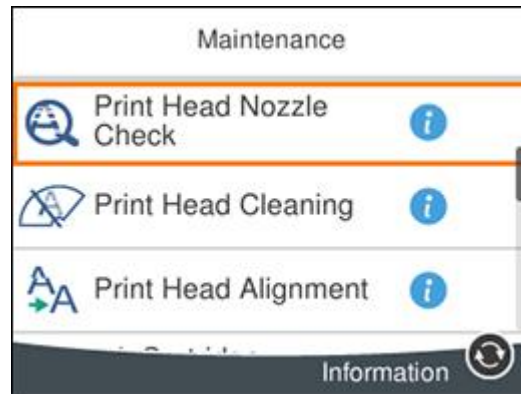 Maintenance
Print Head Nozzle
Check
Print Head Cleaning
Print Head Alignment
Information